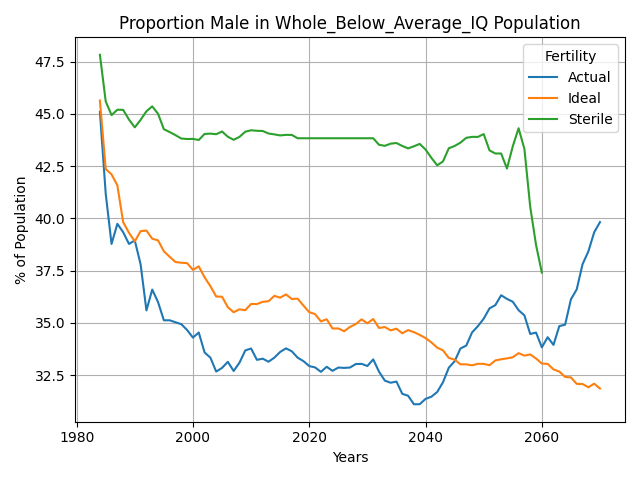 Proportion Male in Whole_Below_Average_IQ Population
Fertility
Actual
Ideal
Sterile
% of Population
47.5
45.0
42.5
40.0
37.5
35.0
32.5
1980
2000
2020
2040
2060
Years